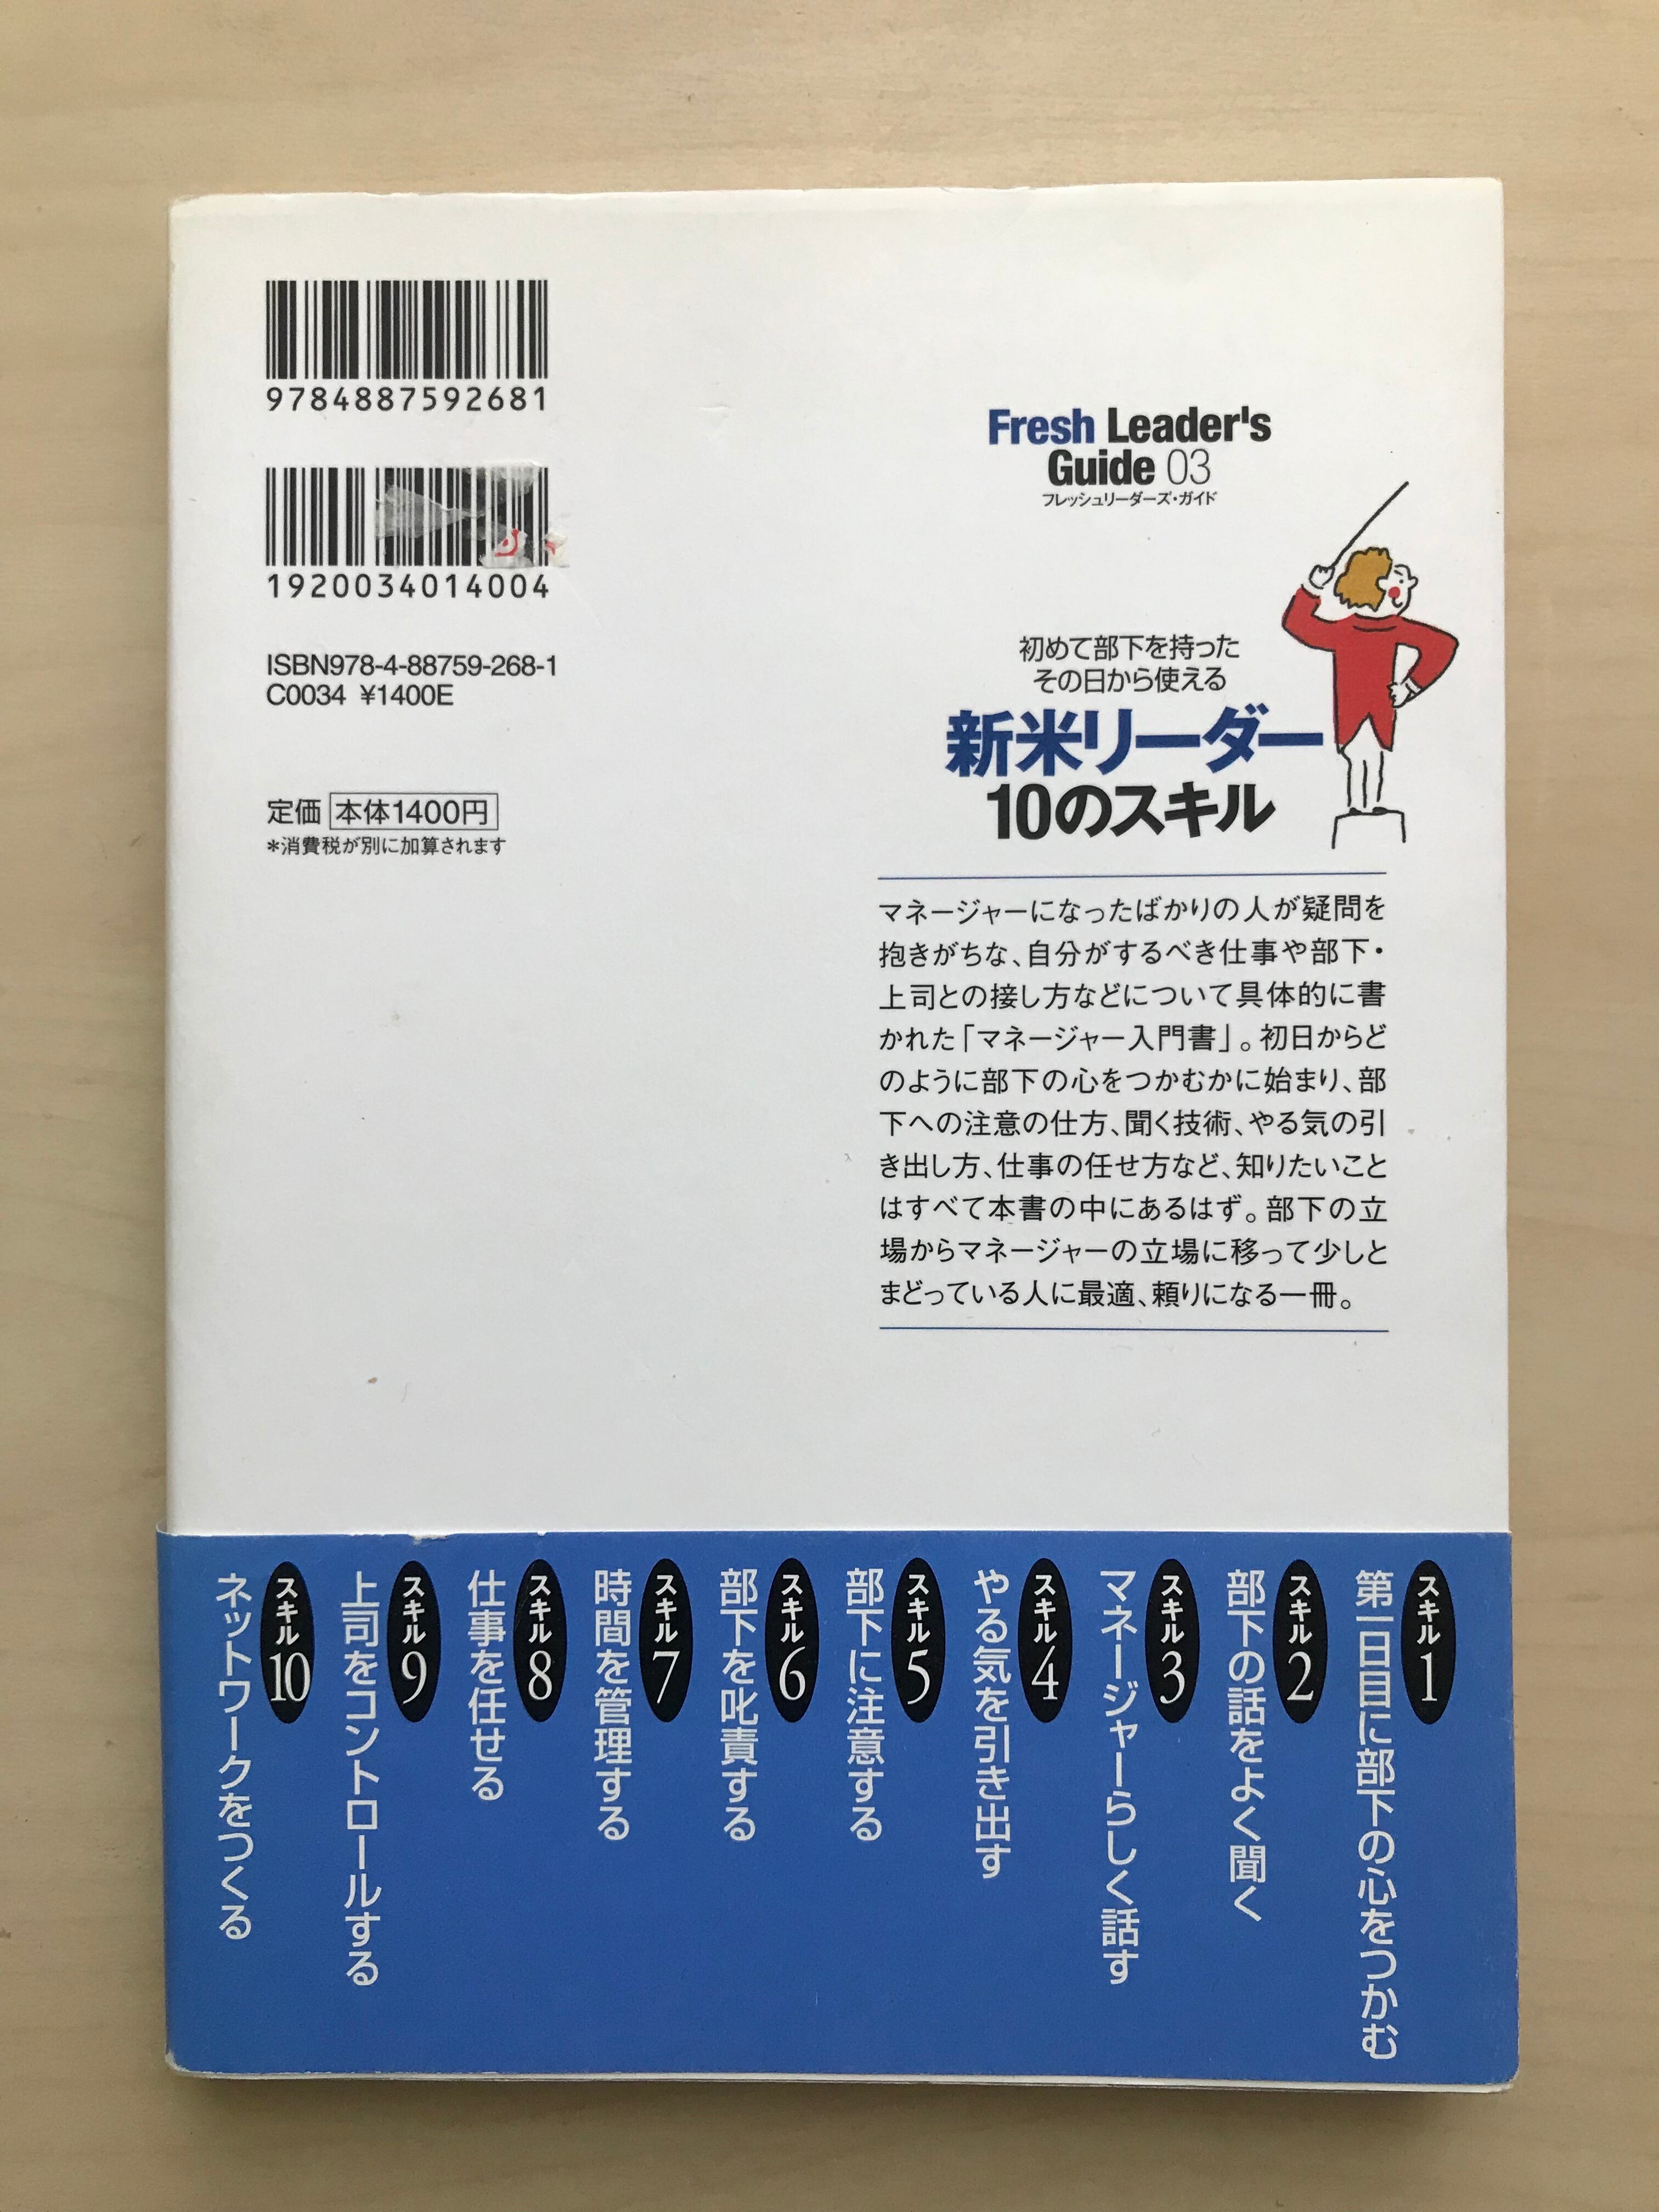 9784887592681
1920034014004
ISBN978-4-88759-268-1
C0034 ¥1400E
定価 本体1400円
*消費税が別に加算されます
Fresh Leader's
Guide 03
フレッシュリーダーズ・ガイド
初めて部下を持った
その日から使える
新米リーダー
10のスキル
マネージャーになったばかりの人が疑問を
抱きがちな、自分がするべき仕事や部下・
上司との接し方などについて具体的に書
かれた「マネージャー入門書」。初日からど
のように部下の心をつかむかに始まり、部
下への注意の仕方、聞く技術、やる気の引
き出し方、仕事の任せ方など、知りたいこと
はすべて本書の中にあるはず。部下の立
場からマネージャーの立場に移って少しと
まどっている人に最適、頼りになる一冊。
スキル1
第一日目に部下の心をつかむ
スキル2
部下の話をよく聞く
スキル3
マネージャーらしく話す
スキル4
やる気を引き出す
スキル5
部下に注意する
スキル6
部下を叱責する
スキル7
時間を管理する
スキル8
仕事を任せる
スキル9
上司をコントロールする
スキル10
ネットワークをつくる